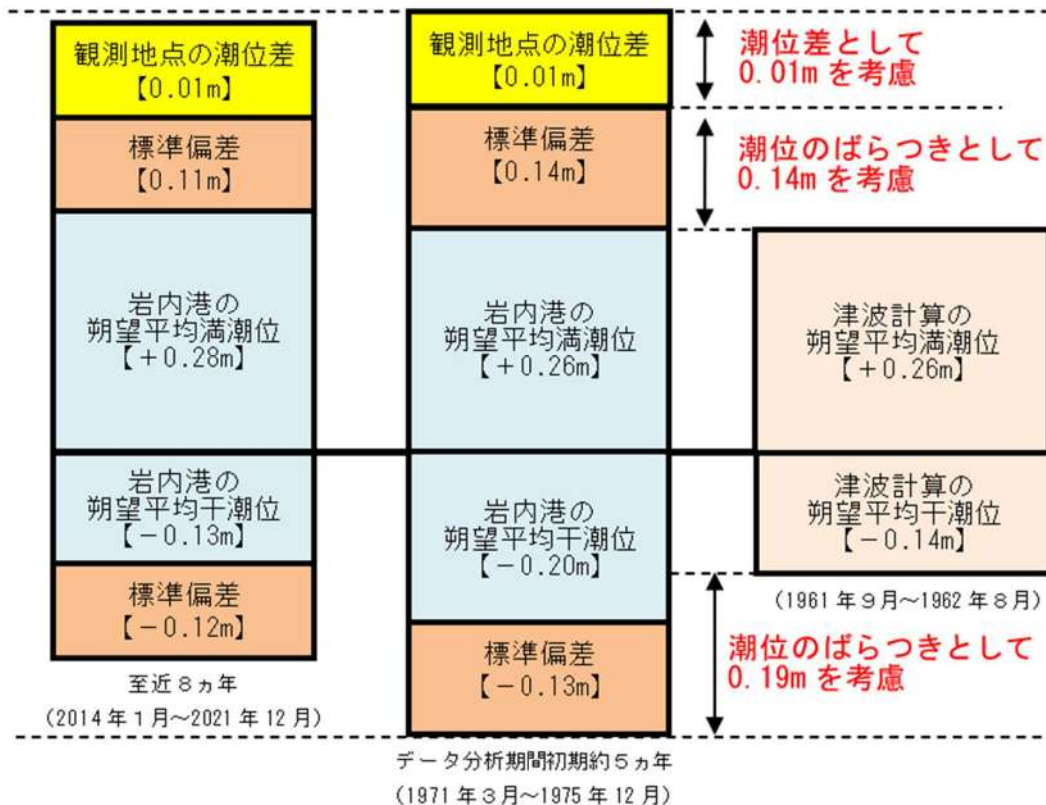 観測地点の潮位差
【0.01m】
標準偏差
【0.11m】
岩内港の
朔望平均満潮位
【+0.28m】
岩内港の
朔望平均干潮位
【-0.13m】
標準偏差
【-0.12m】
至近8ヵ年
(2014年1月~2021年12月)
観測地点の潮位差
【0.01m】
標準偏差
【0.14m】
岩内港の
朔望平均満潮位
【+0.26m】
岩内港の
朔望平均干潮位
【-0.20m】
標準偏差
【-0.13m】
データ分析期間初期約5ヵ年
(1971年3月~1975年12月)
潮位差として
0.01mを考慮
潮位のばらつきとして
0.14mを考慮
津波計算の
朔望平均満潮位
【+0.26m】
津波計算の
朔望平均干潮位
【-0.14m】
(1961年9月~1962年8月)
潮位のばらつきとして
0.19mを考慮